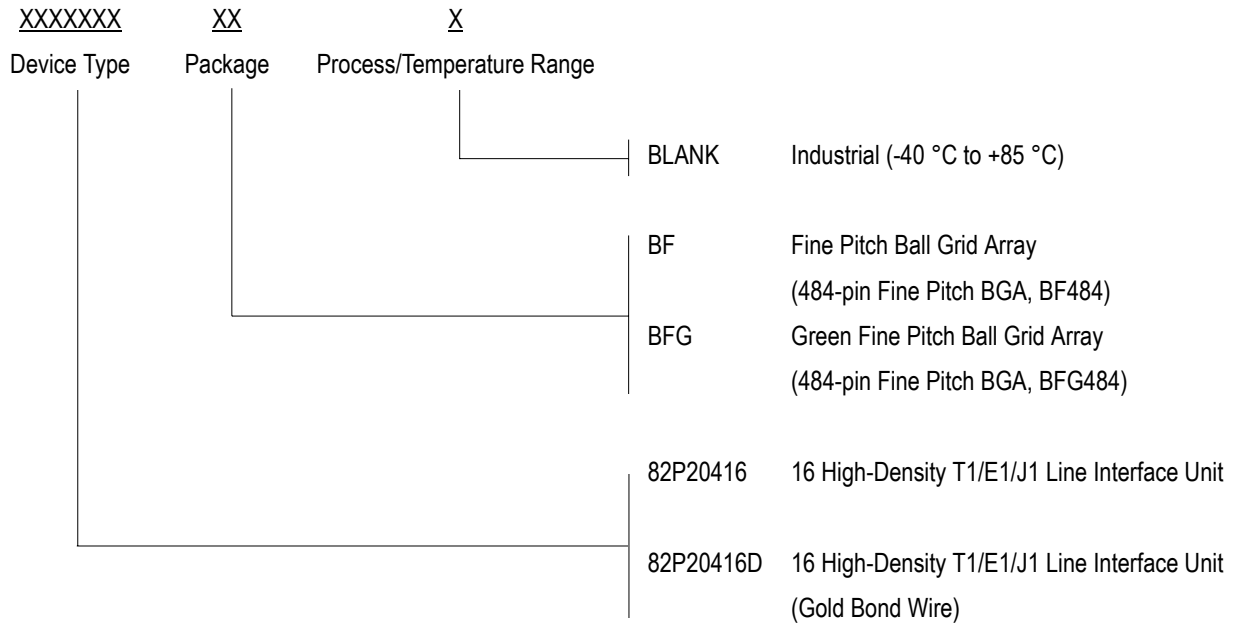 XXXXXXX XX X
Device Type Package Process/Temperature Range
BLANK Industrial (-40 °C to +85 °C)
BF Fine Pitch Ball Grid Array
(484-pin Fine Pitch BGA, BF484)
BFG Green Fine Pitch Ball Grid Array
(484-pin Fine Pitch BGA, BFG484)
82P20416 16 High-Density T1/E1/J1 Line Interface Unit
82P20416D 16 High-Density T1/E1/J1 Line Interface Unit
(Gold Bond Wire)